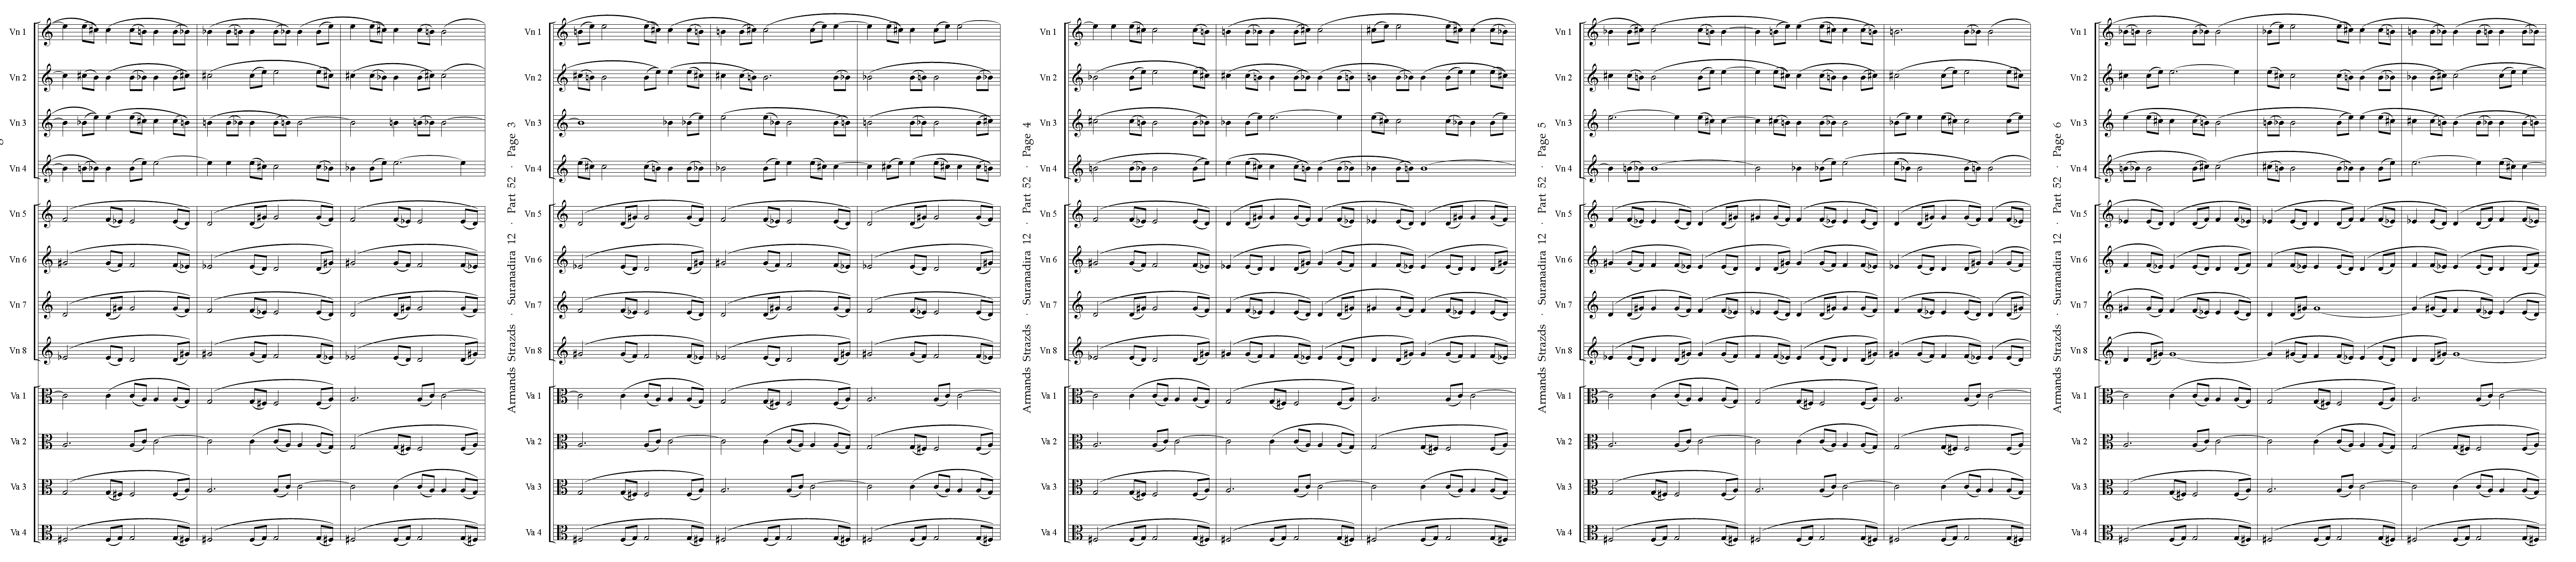 Vn 1
Vn 2
Vn 3
Vn 4
Vn 5
Vn 6
Vn 7
Vn 8
Va 1
Va 2
Va 3
Va 4
Armands Strazds · Suranadira 12 · Part 52 · Page 3
Vn 1
Vn 2
Vn 3
Vn 4
Vn 5
Vn 6
Vn 7
Vn 8
Va 1
Va 2
Va 3
Va 4
Armands Strazds · Suranadira 12 · Part 52 · Page 4
Vn 1
Vn 2
Vn 3
Vn 4
Vn 5
Vn 6
Vn 7
Vn 8
Va 1
Va 2
Va 3
Va 4
Armands Strazds · Suranadira 12 · Part 52 · Page 5
Vn 1
Vn 2
Vn 3
Vn 4
Vn 5
Vn 6
Vn 7
Vn 8
Va 1
Va 2
Va 3
Va 4
Armands Strazds · Suranadira 12 · Part 52 · Page 6
Vn 1
Vn 2
Vn 3
Vn 4
Vn 5
Vn 6
Vn 7
Vn 8
Va 1
Va 2
Va 3
Va 4